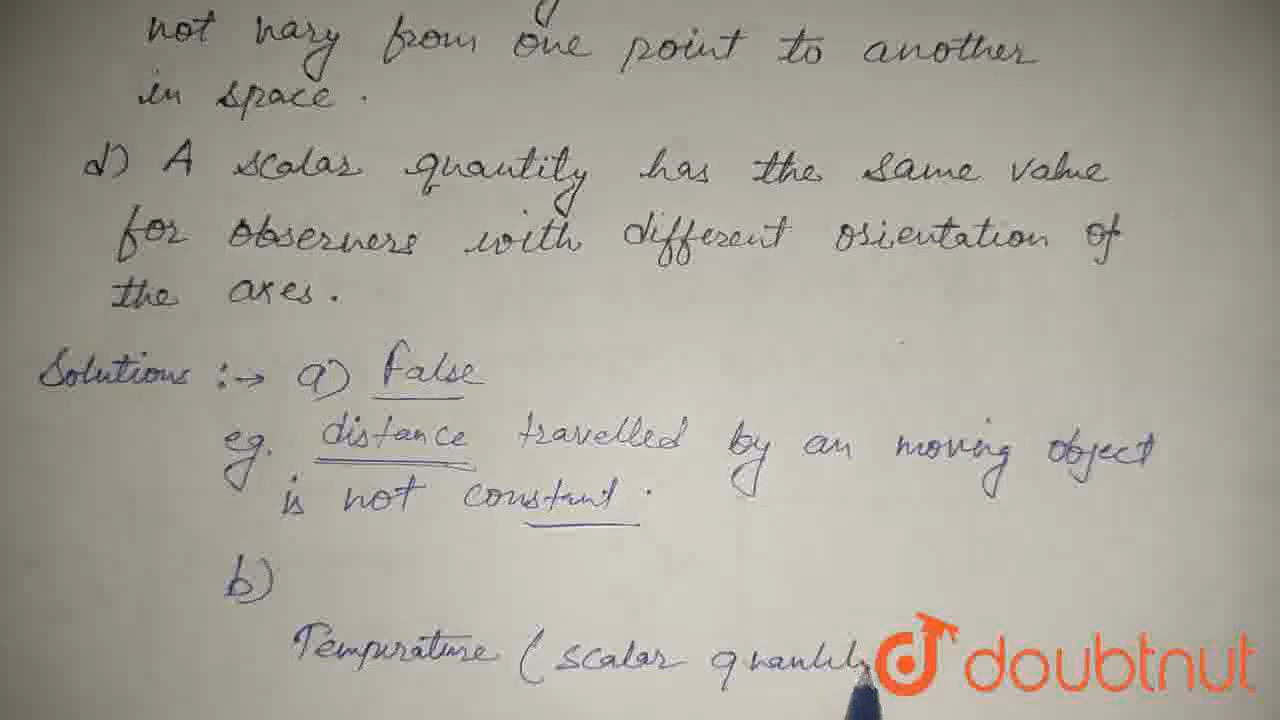 not vary from one point to another
in space.
d) A scalar quantity has the same value
for observers with different orientation of
the axes.
Solutions :→ a) False
eg. distance travelled by an moving object
is not constant.
b)
Temperature (scalar quantit
doubtnut